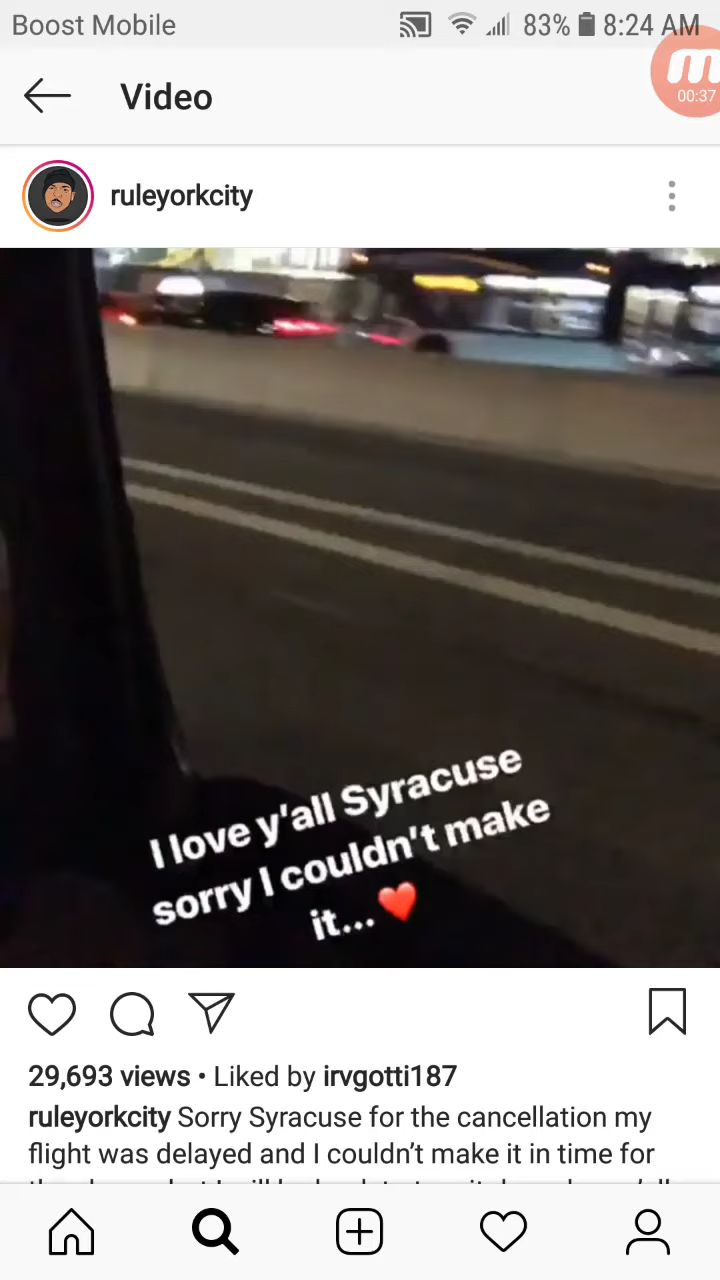 Boost Mobile 83% 8:24 AM
m
00:37
Video
ruleyorkcity
I love y'all Syracuse
sorry I couldn't make
it...❤️
29,693 views • Liked by irvgotti187
ruleyorkcity Sorry Syracuse for the cancellation my
flight was delayed and I couldn’t make it in time for